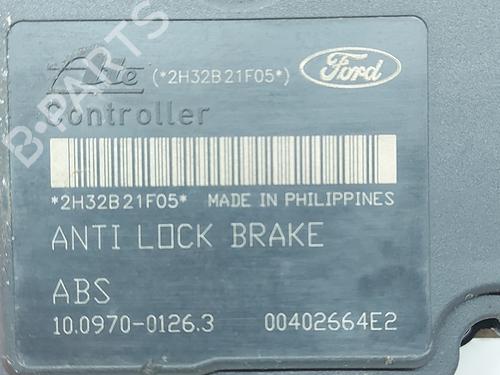 Ate (*2H32B21F05*) Ford
Controller
*2H32B21F05* MADE IN PHILIPPINES
ANTI LOCK BRAKE
ABS
10.0970-0126.3 00402664E2
B-PARTS